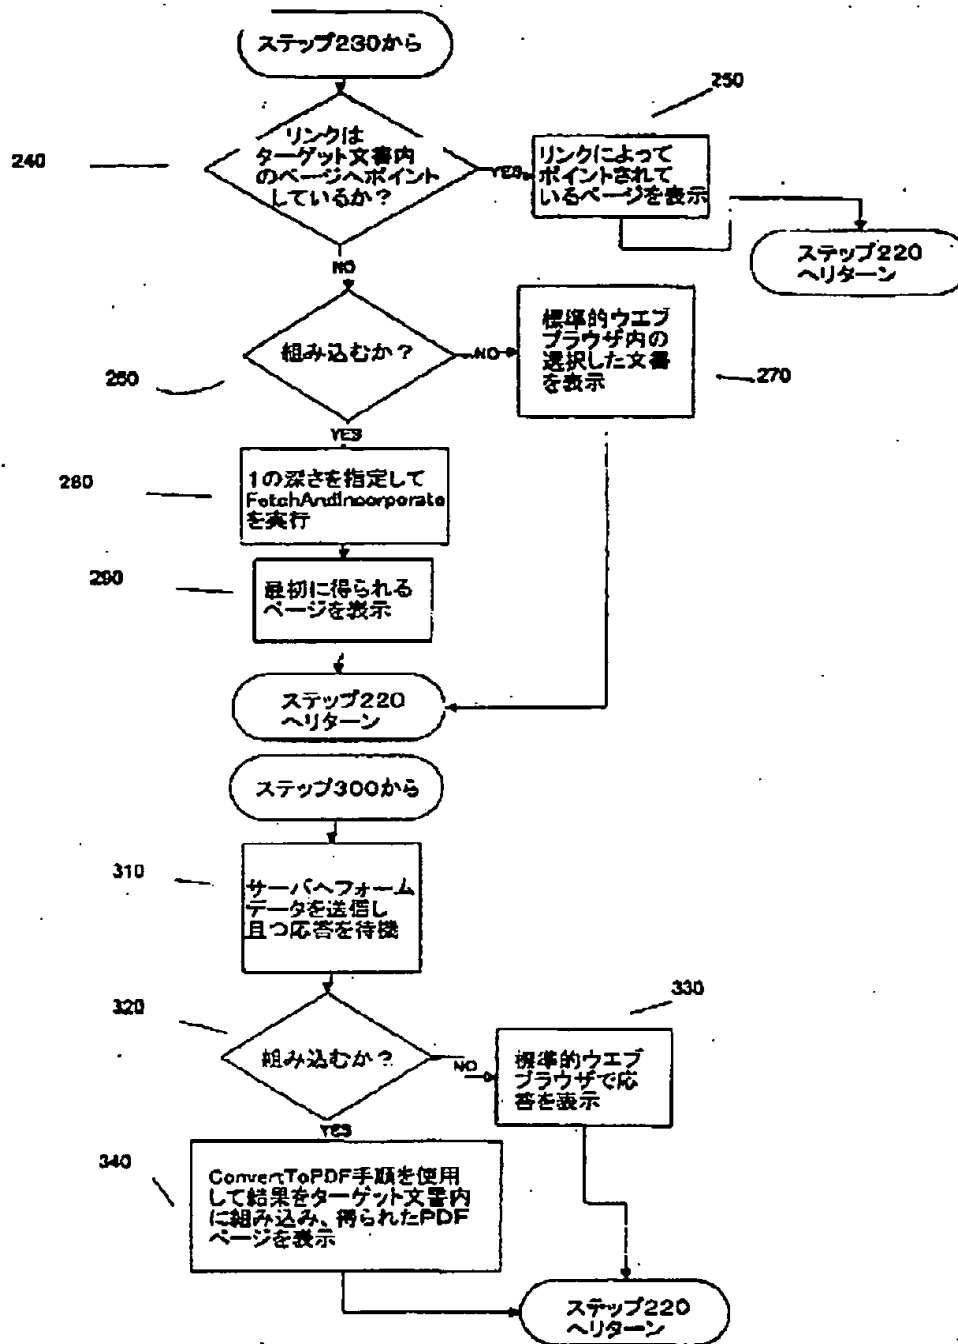 ステップ230から
240
リンクは
ターゲット文書内
のページへポイント
しているか？
YES
250
リンクによって
ポイントされて
いるページを表示
ステップ220
へリターン
NO
260
組み込むか？
NO
標準的ウエブ
ブラウザ内の
選択した文書
を表示
270
YES
280
1の深さを指定して
FetchAndIncorporate
を実行
290
最初に得られる
ページを表示
ステップ220
へリターン
ステップ300から
310
サーバへフォーム
データを送信し
且つ応答を待機
320
組み込むか？
NO
330
標準的ウエブ
ブラウザで応
答を表示
YES
340
ConvertToPDF手順を使用
して結果をターゲット文書内
に組み込み、得られたPDF
ページを表示
ステップ220
へリターン